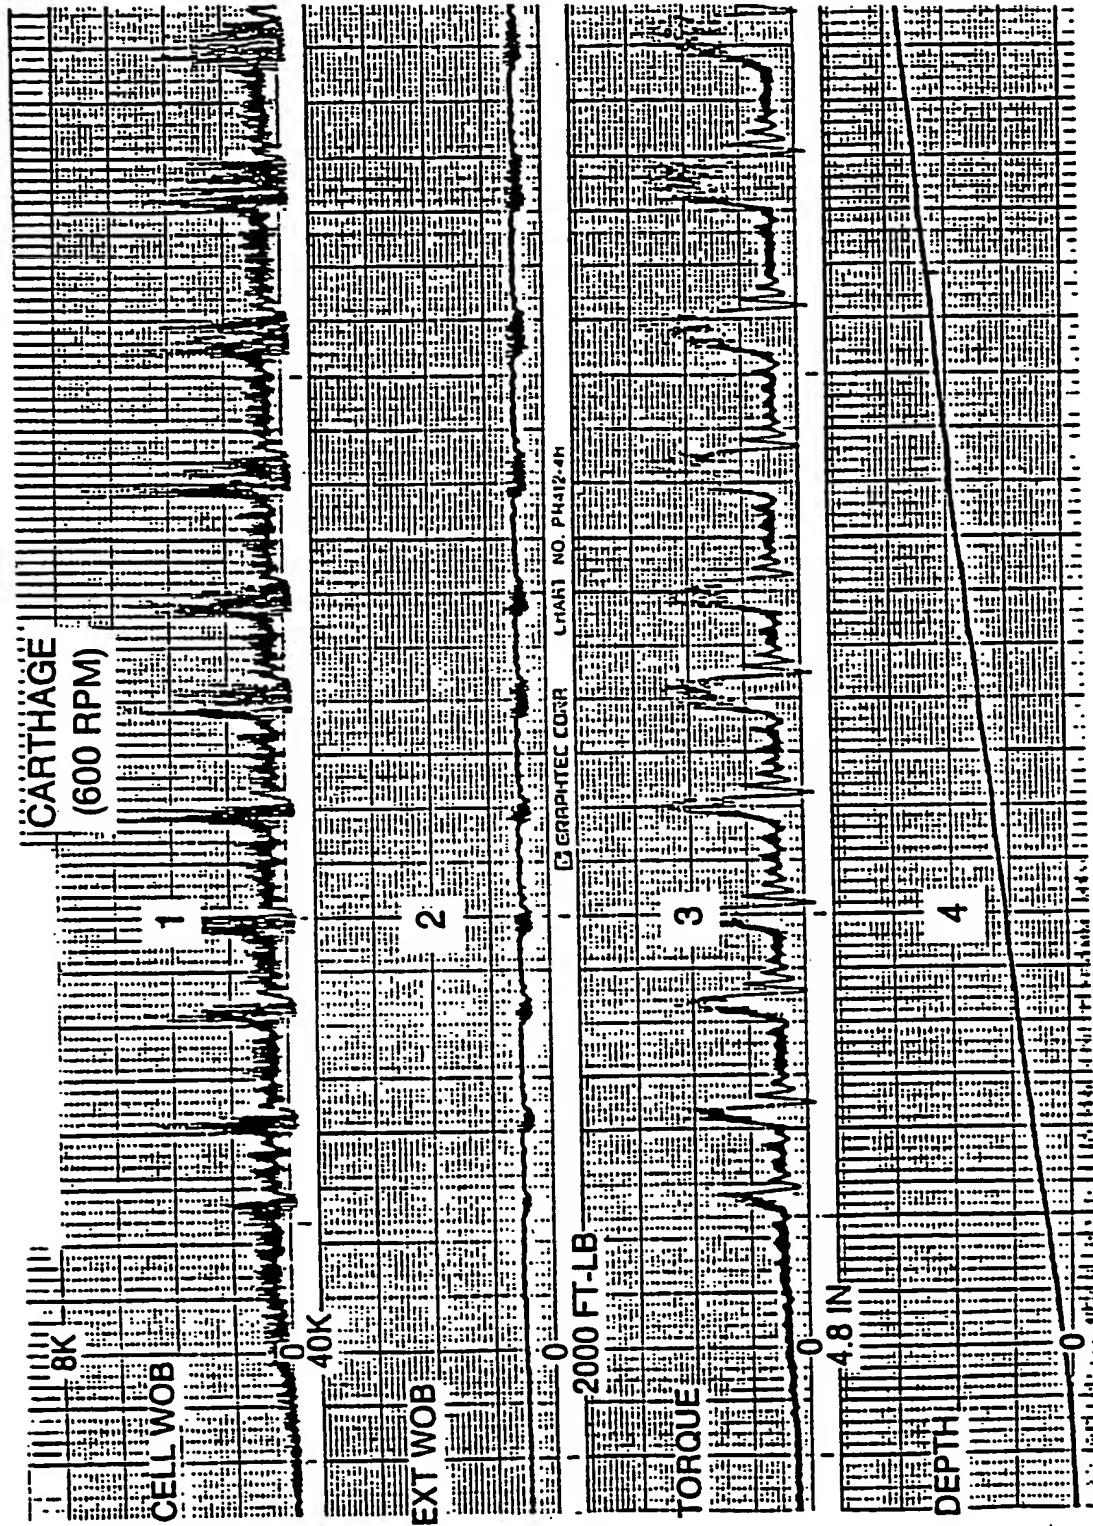 CARTHAGE
(600 RPM)
1
8K
0
CELL WOB
2
40K
0
EXT WOB
GRAPHTEC CORP CHART NO. PH412-4M
3
2000 FT-LB
0
TORQUE
4
4.8 IN
0
DEPTH